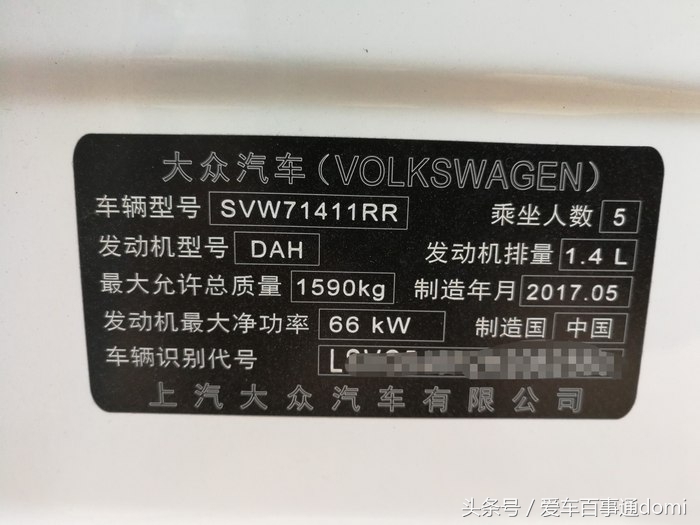 大众汽车(VOLKSWAGEN)
车辆型号 SVW71411RR 乘坐人数 5
发动机型号 DAH 发动机排量 1.4 L
最大允许总质量 1590kg 制造年月 2017.05
发动机最大净功率 66 kW 制造国 中国
车辆识别代号
上汽大众汽车有限公司
头条号 / 爱车百事通domi